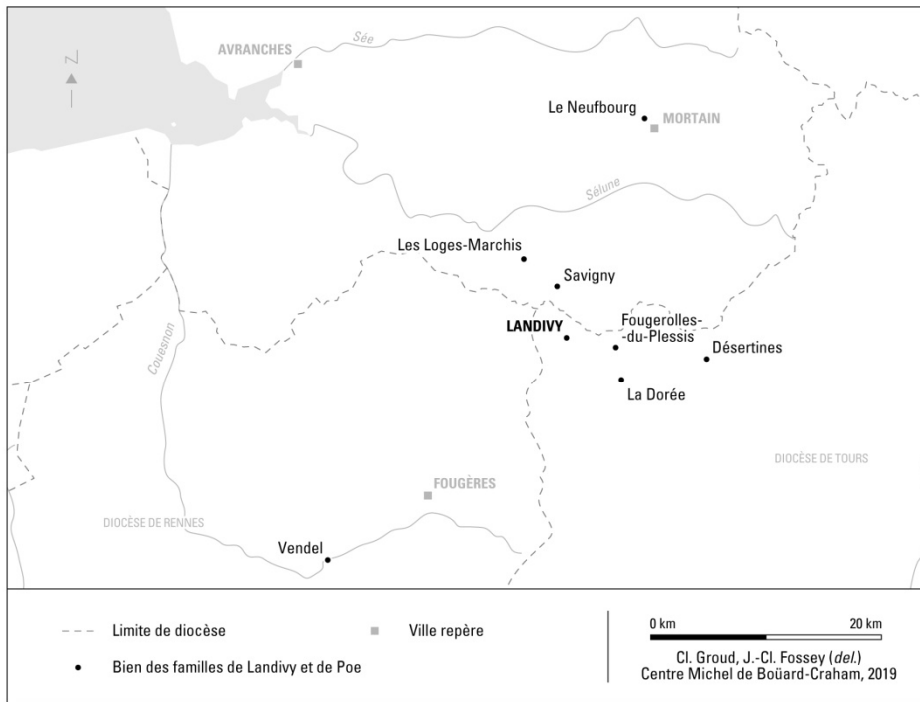 Sée
AVRANCHES
Z
Le Neufbourg
MORTAIN
Sélune
Les Loges-Marchis
Savigny
Couesnon
LANDIVY
Fougerolles-
-du-Plessis
Désertines
La Dorée
DIOCÈSE DE TOURS
FOUGÈRES
DIOCÈSE DE RENNES
Vendel
Limite de diocèse
Ville repère
Bien des familles de Landivy et de Poe
0 km
20 km
Cl. Groud, J.-Cl. Fossey (del.)
Centre Michel de Boüard-Craham, 2019